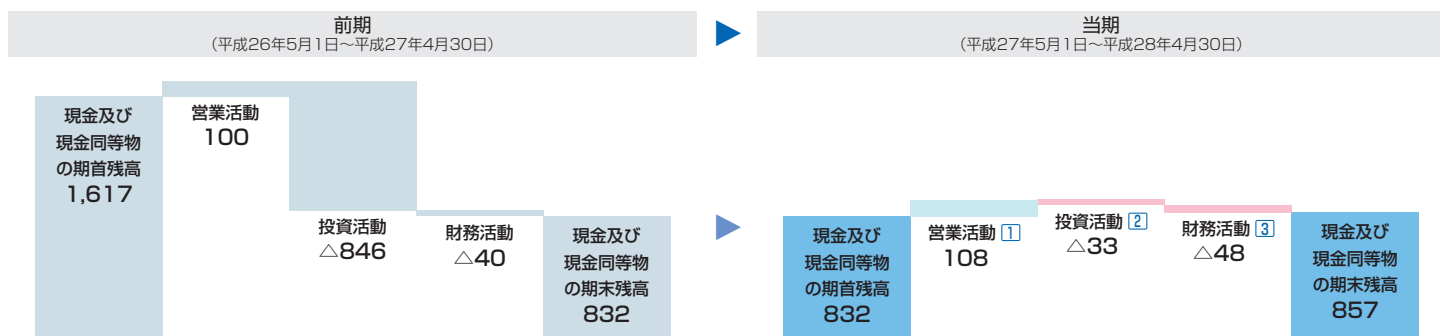 前期
（平成26年5月1日～平成27年4月30日）
現金及び
現金同等物
の期首残高
1,617
営業活動
100
投資活動
△846
財務活動
△40
現金及び
現金同等物
の期末残高
832
当期
（平成27年5月1日～平成28年4月30日）
現金及び
現金同等物
の期首残高
832
営業活動 1
108
投資活動 2
△33
財務活動 3
△48
現金及び
現金同等物
の期末残高
857